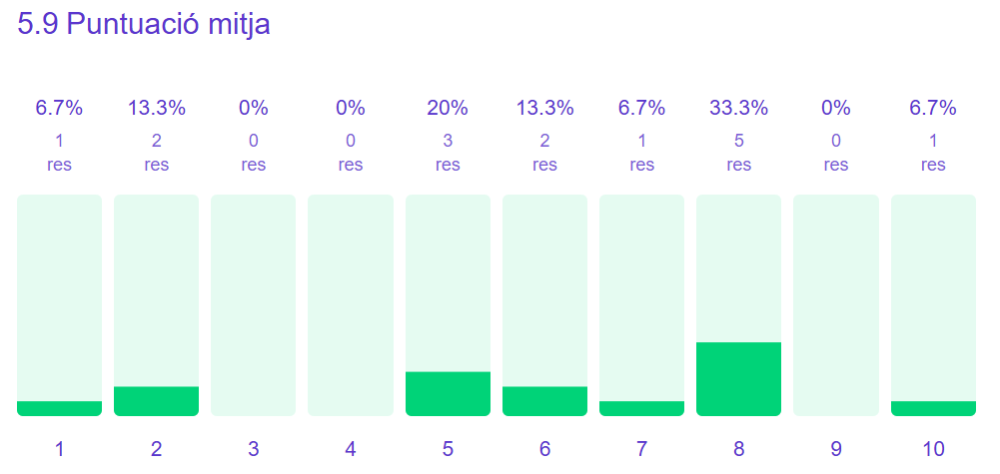 5.9 Puntuació mitja
6.7% 13.3% 0% 0% 20% 13.3% 6.7% 33.3% 0% 6.7%
1 2 0 0 3 2 1 5 0 1
res res res res res res res res res res
1 2 3 4 5 6 7 8 9 10